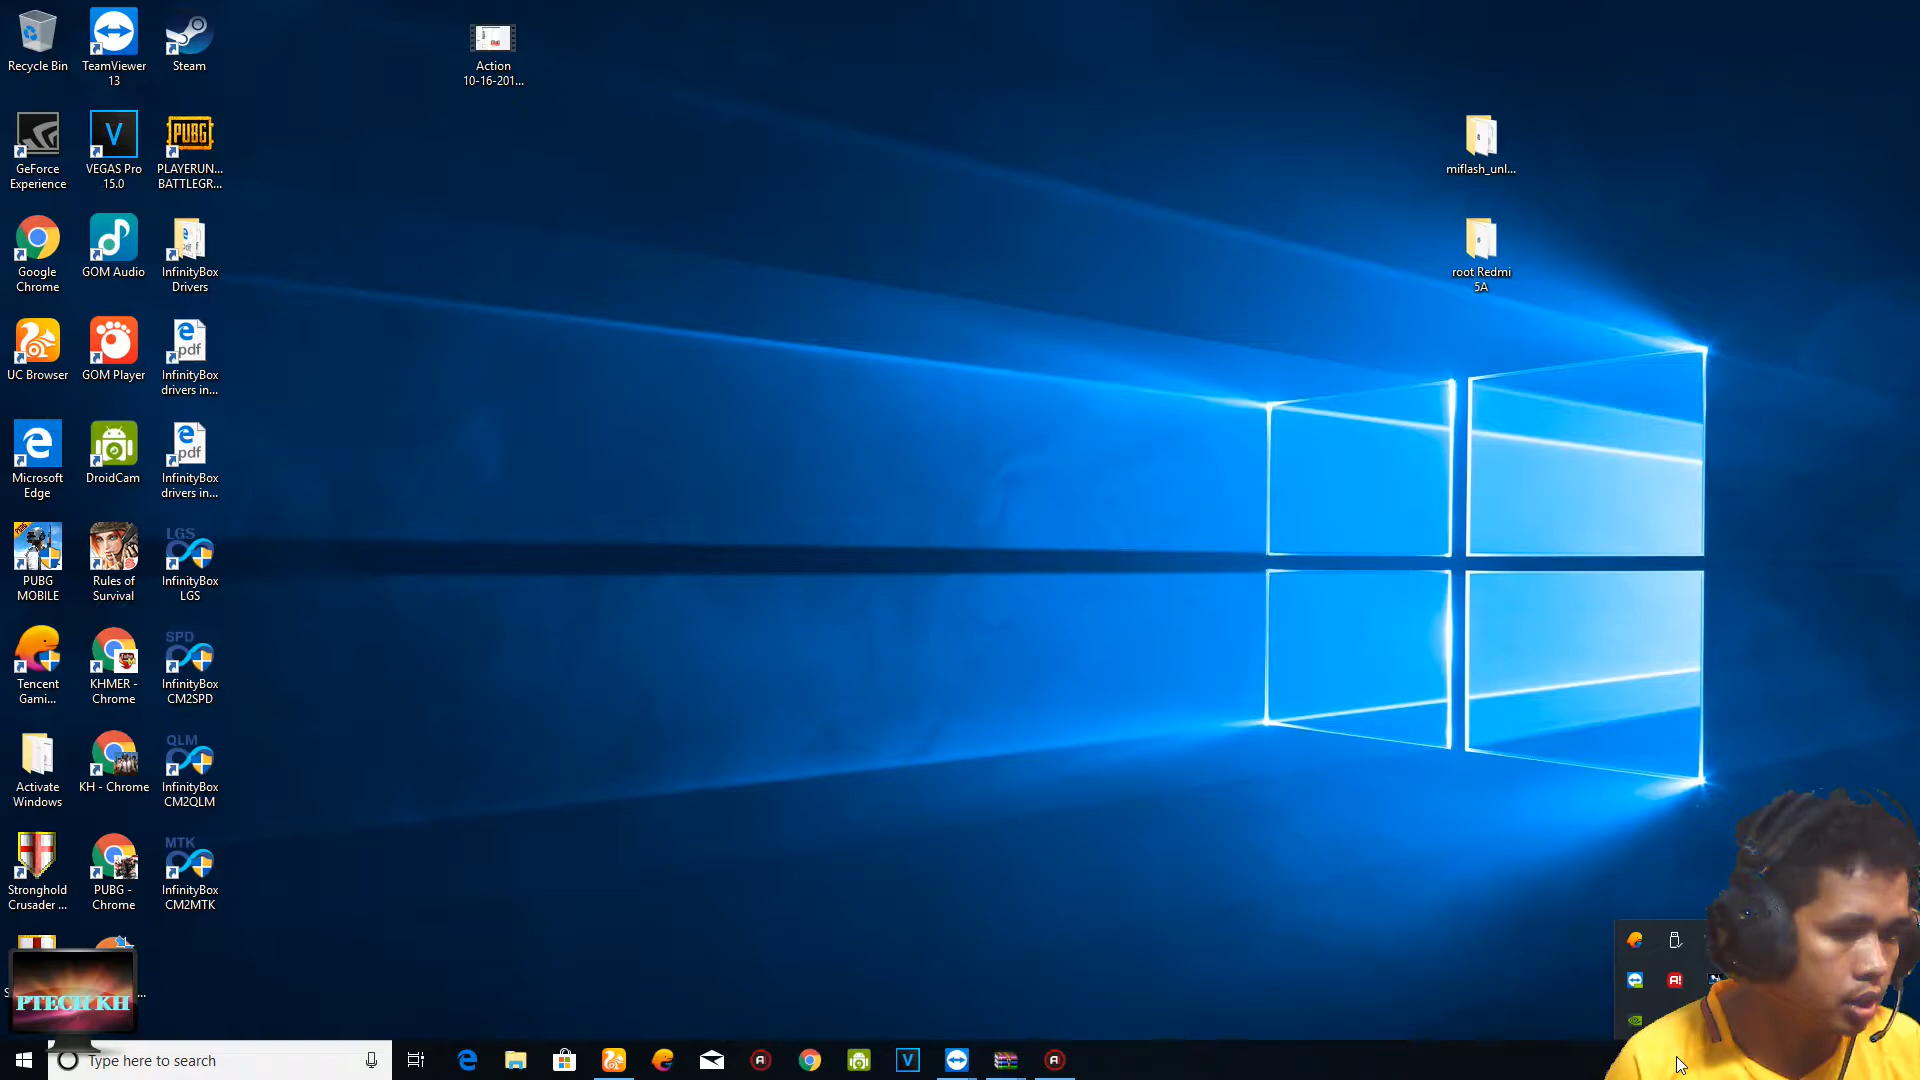 Recycle Bin
TeamViewer
13
Steam
Action
10-16-201...
GeForce
Experience
V
VEGAS Pro
15.0
PUBG
PLAYERUN...
BATTLEGR...
miflash_unl...
Google
Chrome
GOM Audio
InfinityBox
Drivers
root Redmi
5A
UC Browser
GOM Player
pdf
InfinityBox
drivers in...
Microsoft
Edge
DroidCam
pdf
InfinityBox
drivers in...
PUBG
MOBILE
Rules of
Survival
LGS
InfinityBox
LGS
Tencent
Gami...
KHMER -
Chrome
SPD
InfinityBox
CM2SPD
Activate
Windows
KH - Chrome
QLM
InfinityBox
CM2QLM
Stronghold
Crusader ...
PUBG -
Chrome
MTK
InfinityBox
CM2MTK
PTECH KH
Type here to search